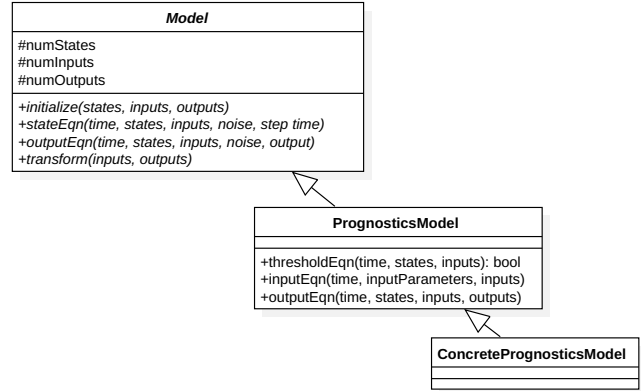 Model
#numStates
#numInputs
#numOutputs
+initialize(states, inputs, outputs)
+stateEqn(time, states, inputs, noise, step time)
+outputEqn(time, states, inputs, noise, output)
+transform(inputs, outputs)
PrognosticsModel
+thresholdEqn(time, states, inputs): bool
+inputEqn(time, inputParameters, inputs)
+outputEqn(time, states, inputs, outputs)
ConcretePrognosticsModel